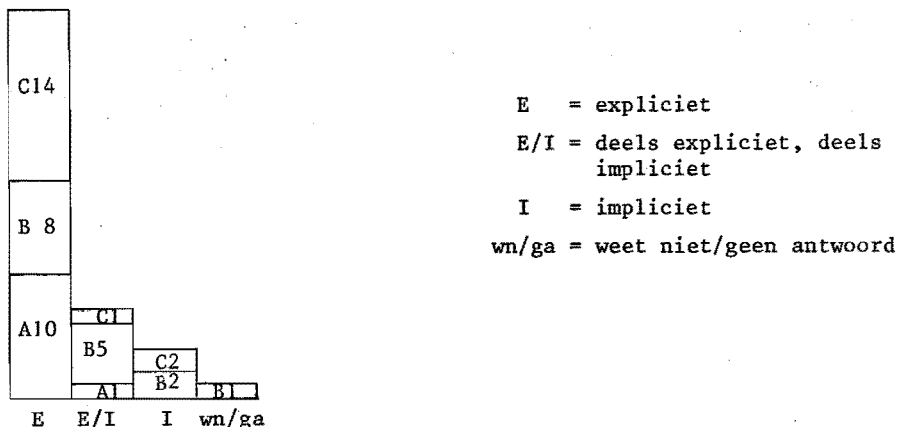 C14
B 8
A10
C1
B5
A1
C2
B2
B1
E E/I I wn/ga
E = expliciet
E/I = deels expliciet, deels
impliciet
I = impliciet
wn/ga = weet niet/geen antwoord